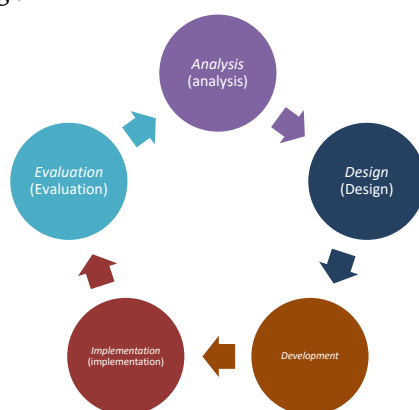 Analysis
(analysis)
Design
(Design)
Development
Implementation
(implementation)
Evaluation
(Evaluation)